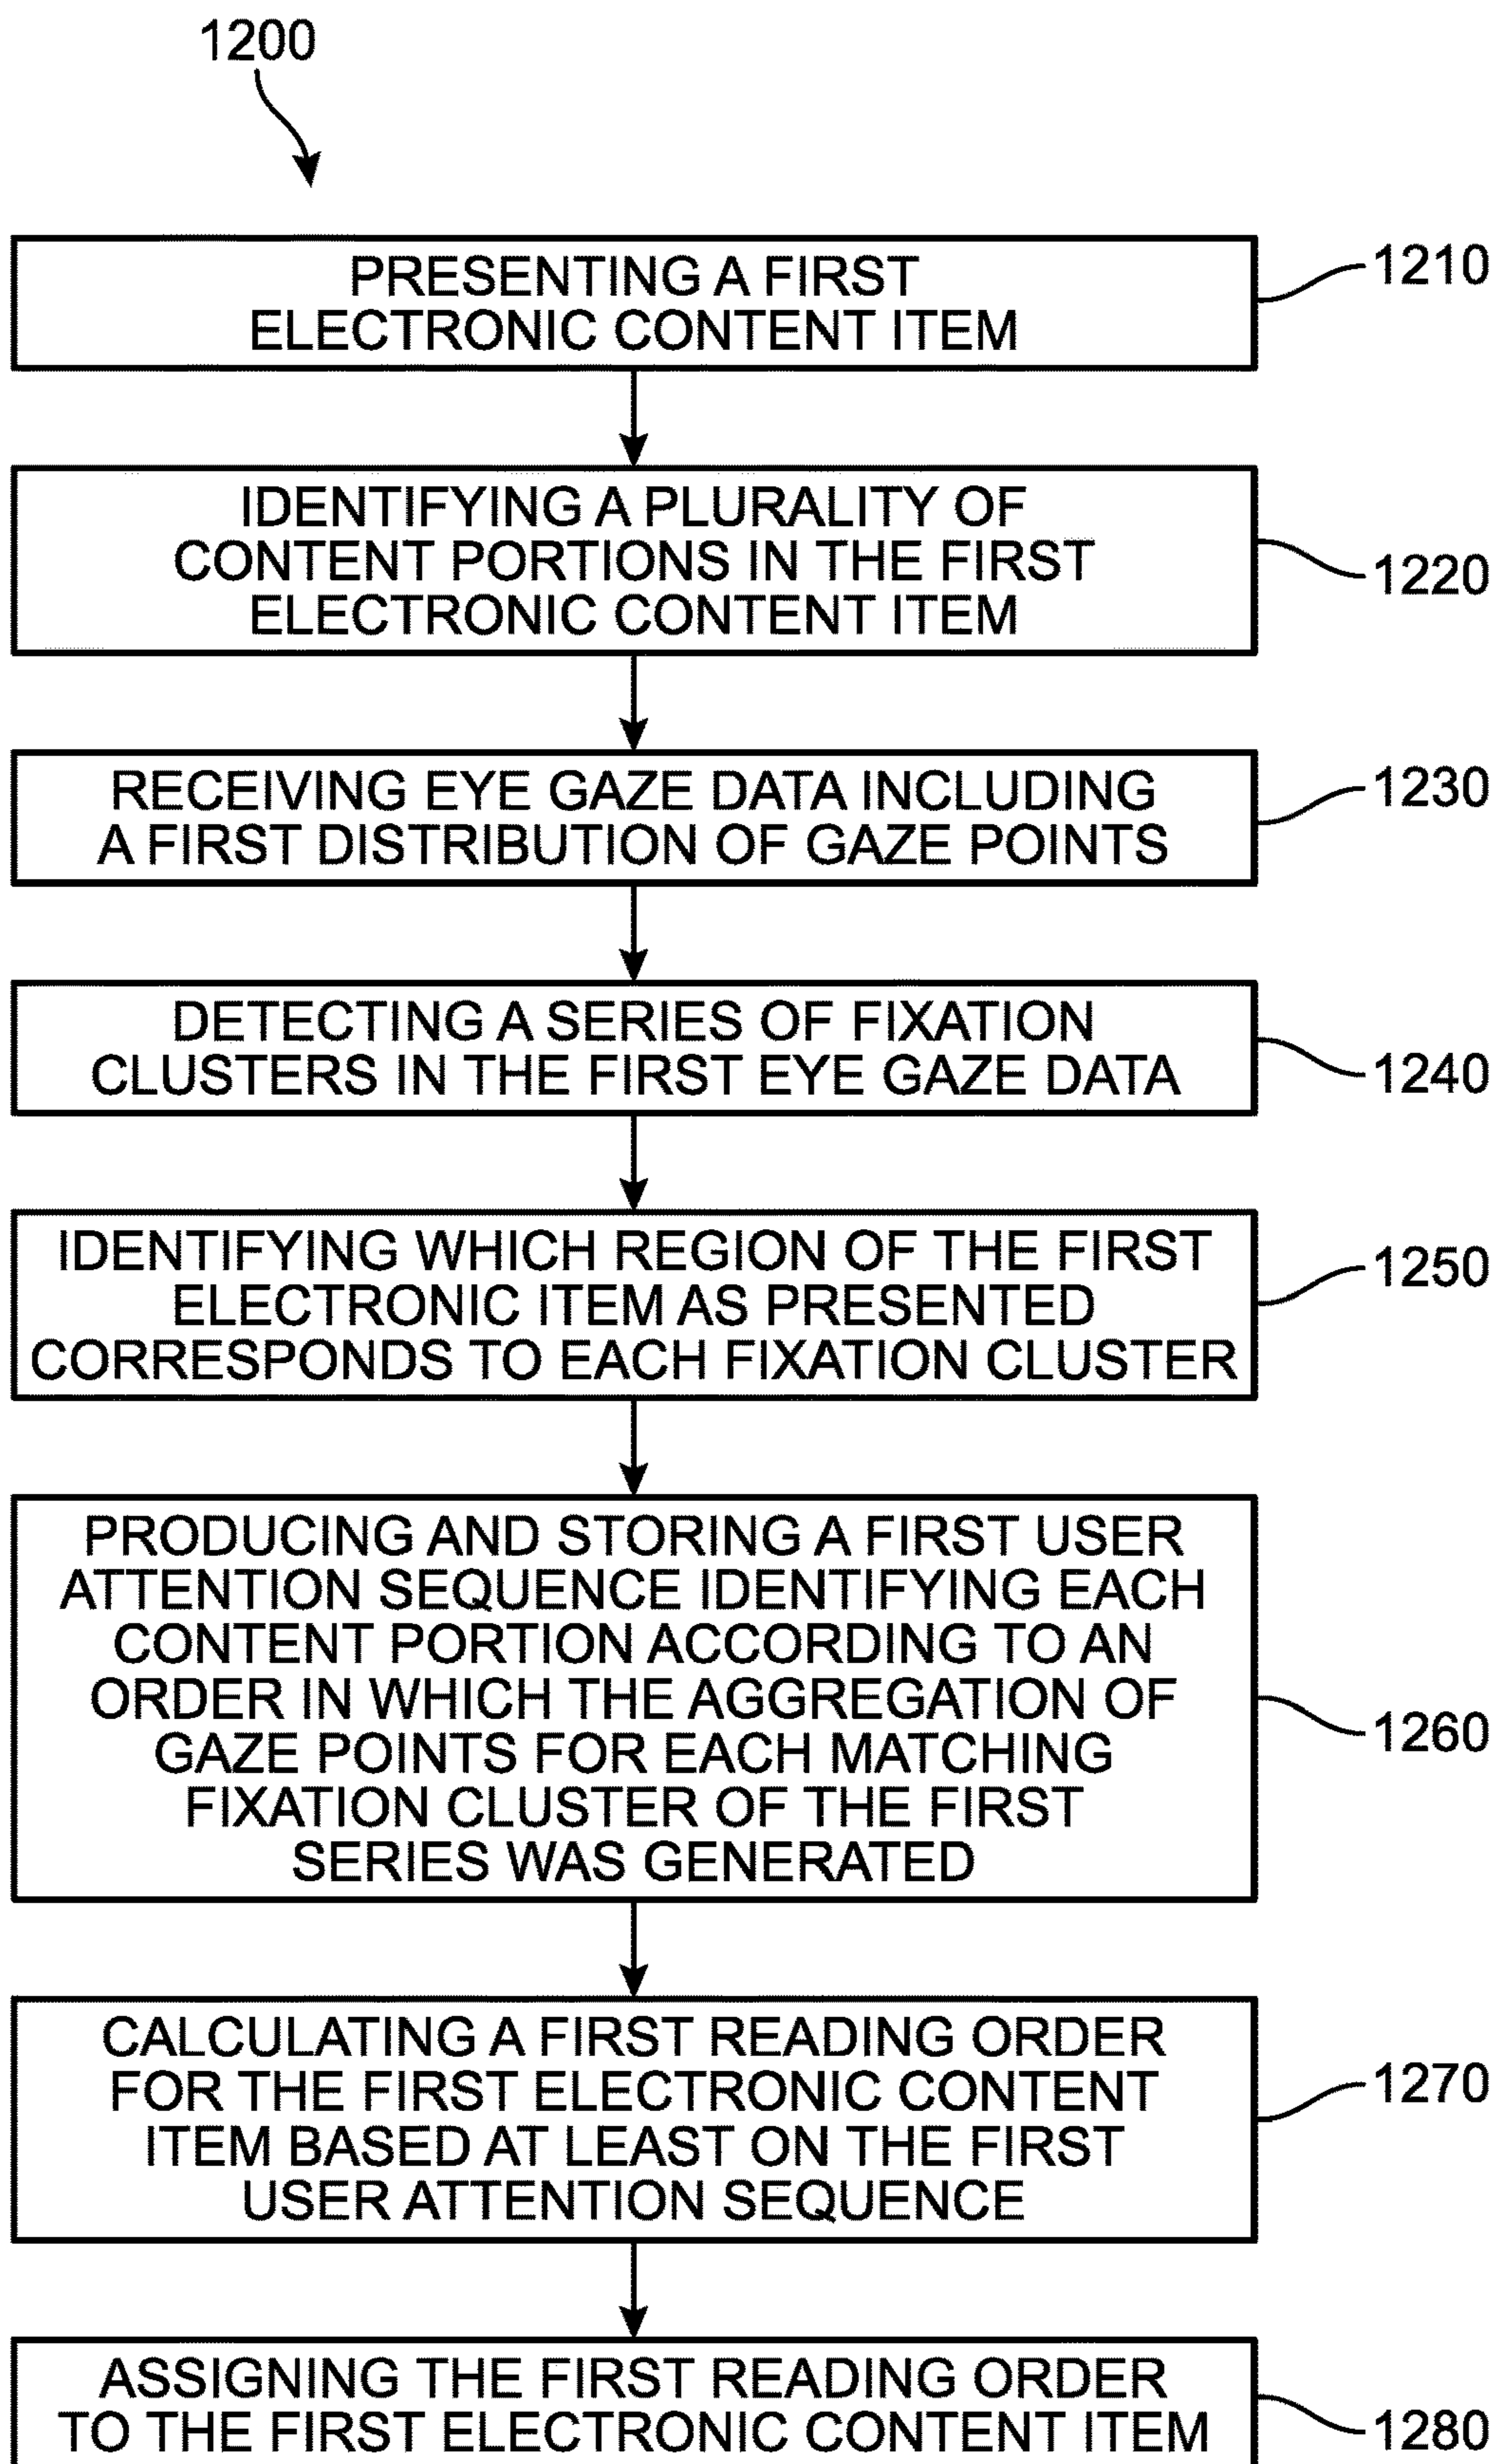 1200
PRESENTING A FIRST
ELECTRONIC CONTENT ITEM
1210
IDENTIFYING A PLURALITY OF
CONTENT PORTIONS IN THE FIRST
ELECTRONIC CONTENT ITEM
1220
RECEIVING EYE GAZE DATA INCLUDING
A FIRST DISTRIBUTION OF GAZE POINTS
1230
DETECTING A SERIES OF FIXATION
CLUSTERS IN THE FIRST EYE GAZE DATA
1240
IDENTIFYING WHICH REGION OF THE FIRST
ELECTRONIC ITEM AS PRESENTED
CORRESPONDS TO EACH FIXATION CLUSTER
1250
PRODUCING AND STORING A FIRST USER
ATTENTION SEQUENCE IDENTIFYING EACH
CONTENT PORTION ACCORDING TO AN
ORDER IN WHICH THE AGGREGATION OF
GAZE POINTS FOR EACH MATCHING
FIXATION CLUSTER OF THE FIRST
SERIES WAS GENERATED
1260
CALCULATING A FIRST READING ORDER
FOR THE FIRST ELECTRONIC CONTENT
ITEM BASED AT LEAST ON THE FIRST
USER ATTENTION SEQUENCE
1270
ASSIGNING THE FIRST READING ORDER
TO THE FIRST ELECTRONIC CONTENT ITEM
1280